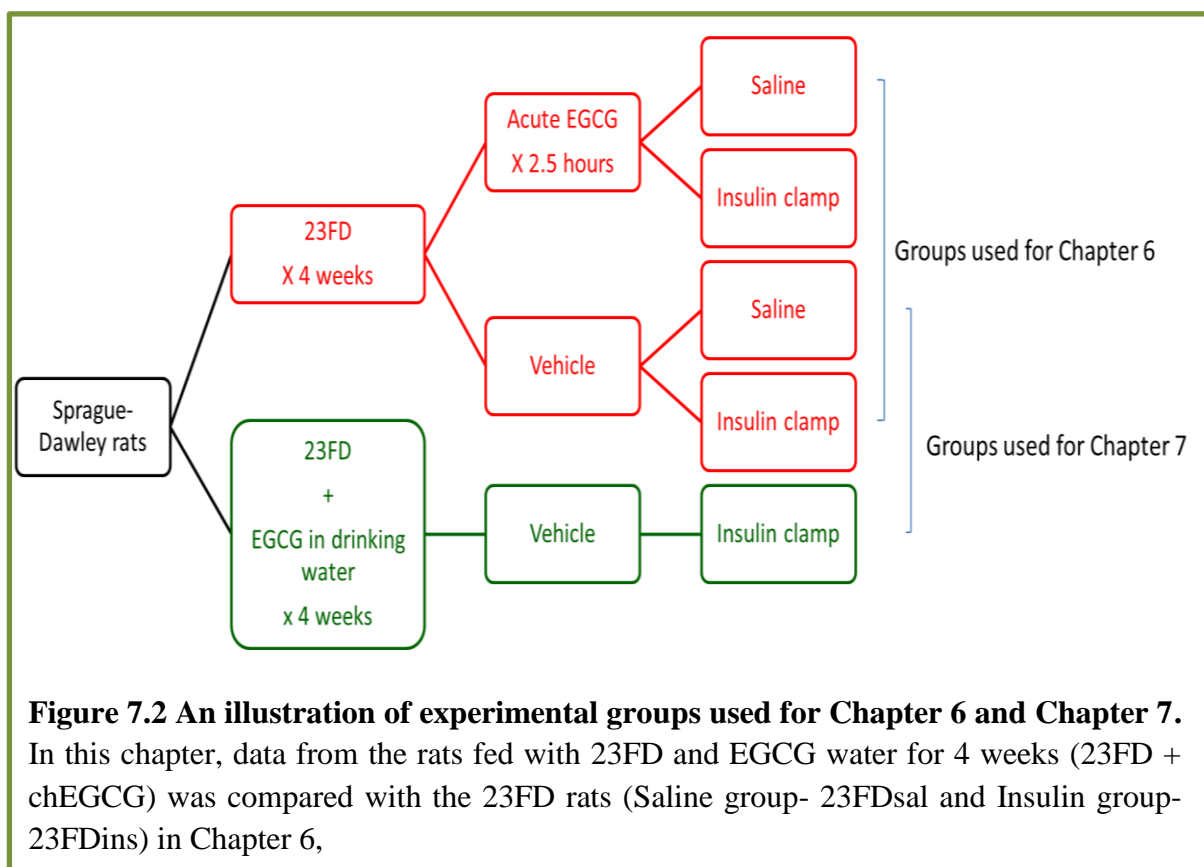 Saline
Acute EGCG
X 2.5 hours
Insulin clamp
23FD
X 4 weeks
Groups used for Chapter 6
Saline
Vehicle
Insulin clamp
Sprague-
Dawley rats
Groups used for Chapter 7
23FD
+
EGCG in drinking
water
x 4 weeks
Vehicle
Insulin clamp
Figure 7.2 An illustration of experimental groups used for Chapter 6 and Chapter 7.
In this chapter, data from the rats fed with 23FD and EGCG water for 4 weeks (23FD +
chEGCG) was compared with the 23FD rats (Saline group- 23FDsal and Insulin group-
23FDins) in Chapter 6,